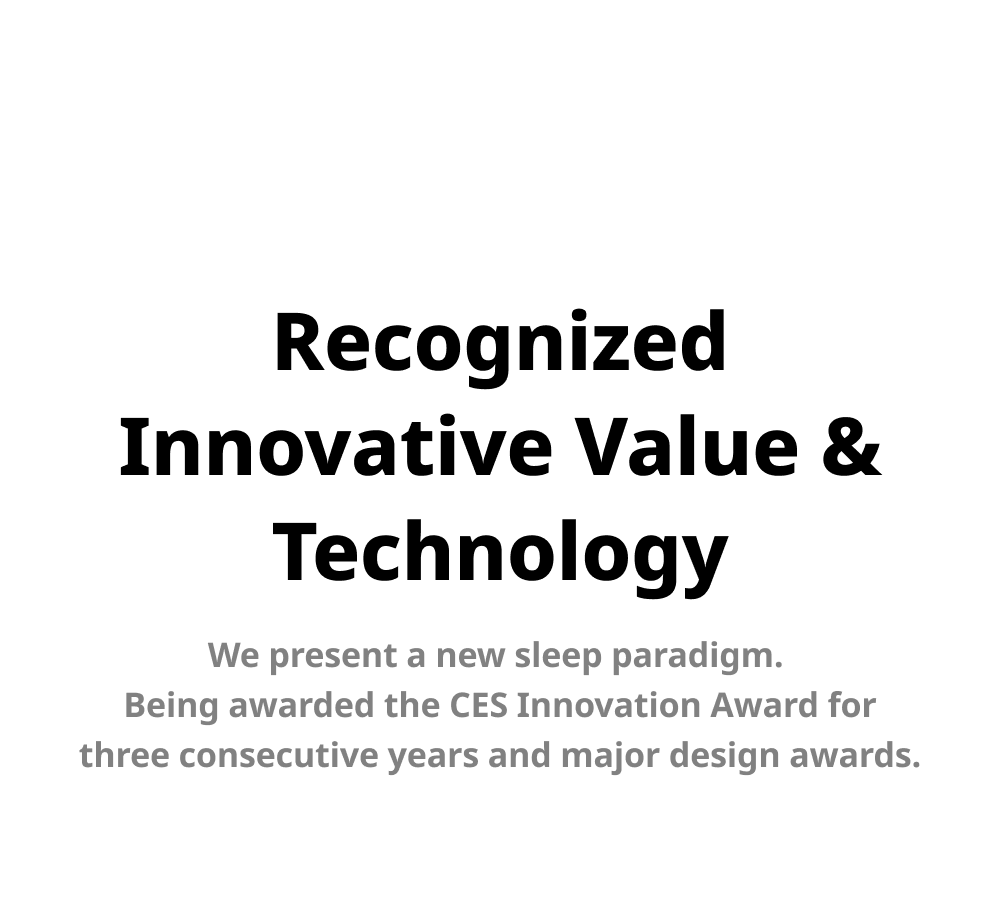 Recognized
Innovative Value &
Technology
We present a new sleep paradigm.
Being awarded the CES Innovation Award for
three consecutive years and major design awards.